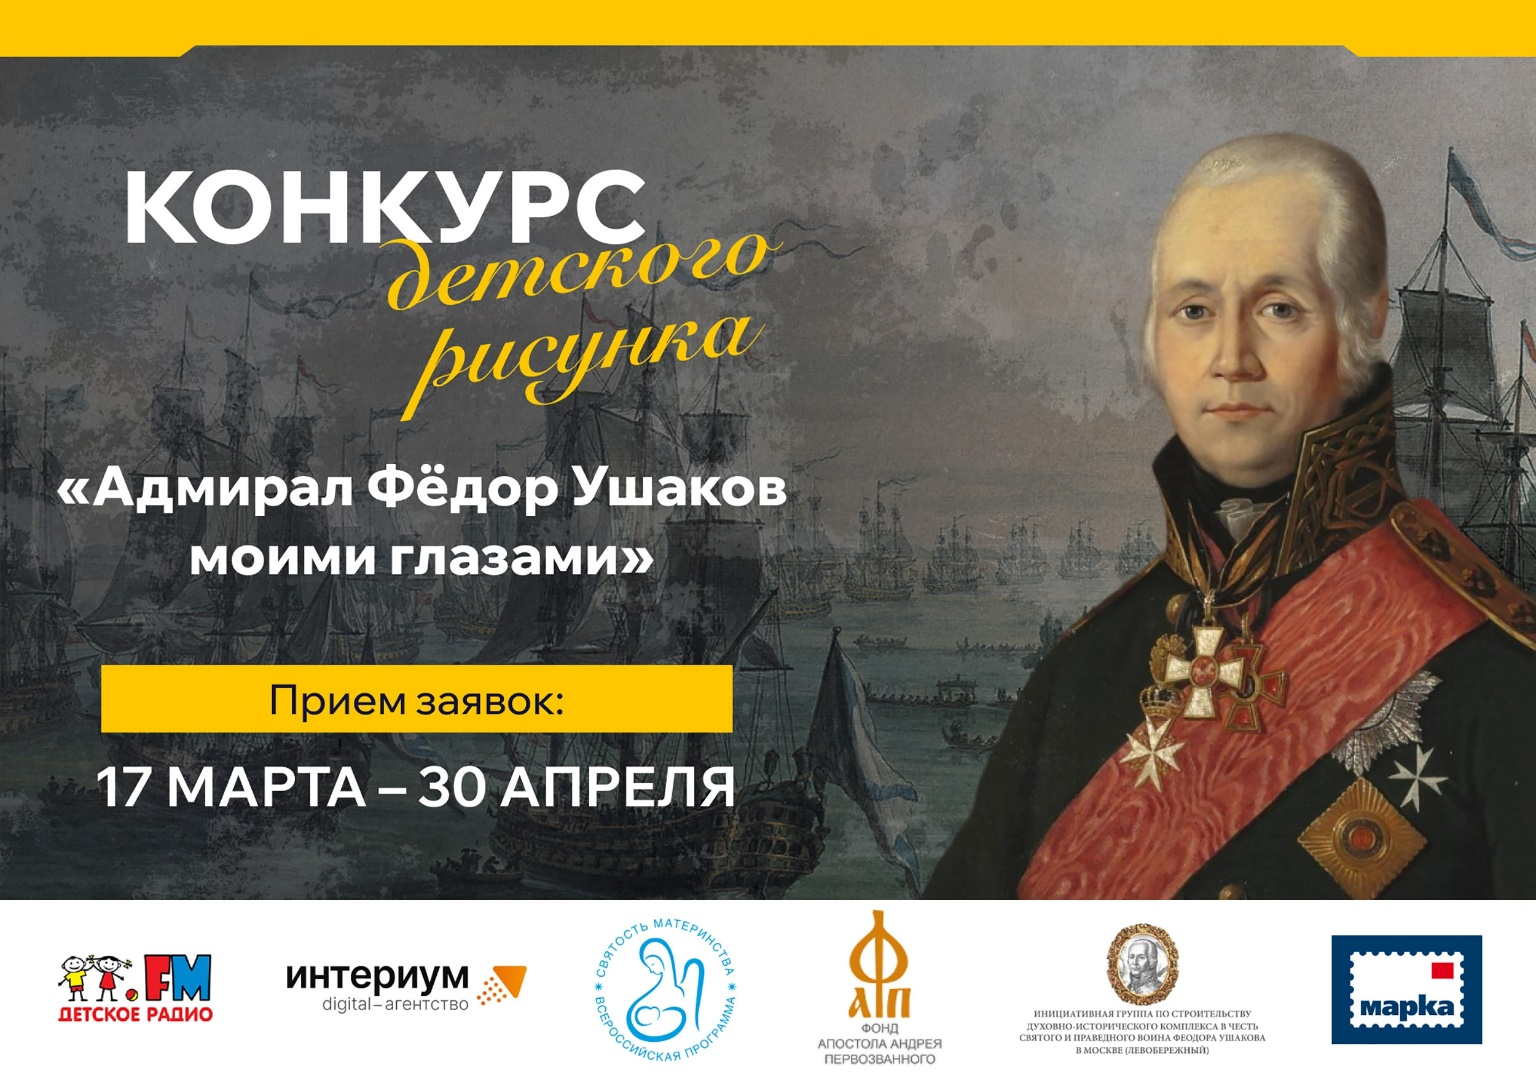 КОНКУРС
детского
рисунка
«Адмирал Фёдор Ушаков
моими глазами»
Прием заявок:
17 МАРТА – 30 АПРЕЛЯ
.FM
ДЕТСКОЕ РАДИО
интериум
digital–агентство
СВЯТОСТЬ МАТЕРИНСТВА
ВСЕРОССИЙСКАЯ ПРОГРАММА
АП
ФОНД
АПОСТОЛА АНДРЕЯ
ПЕРВОЗВАННОГО
ИНИЦИАТИВНАЯ ГРУППА ПО СТРОИТЕЛЬСТВУ
ДУХОВНО-ИСТОРИЧЕСКОГО КОМПЛЕКСА В ЧЕСТЬ
СВЯТОГО И ПРАВЕДНОГО ВОИНА ФЕОДОРА УШАКОВА
В МОСКВЕ (ЛЕВОБЕРЕЖНЫЙ)
марка